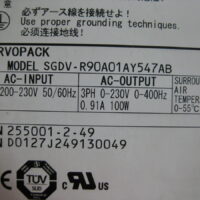 必ずアース線を接続せよ!
Use proper grounding techniques.
必须连接地线!
RVOPACK
MODEL SGDV-R90A01AY547AB
AC-INPUT AC-OUTPUT SURROU
200-230V 50/60Hz 3PH 0-230V 0-400Hz AIR
0.91A 100W TEMPER
0-55°C
N 255001-2-49
N D0127J249130049
TÜV